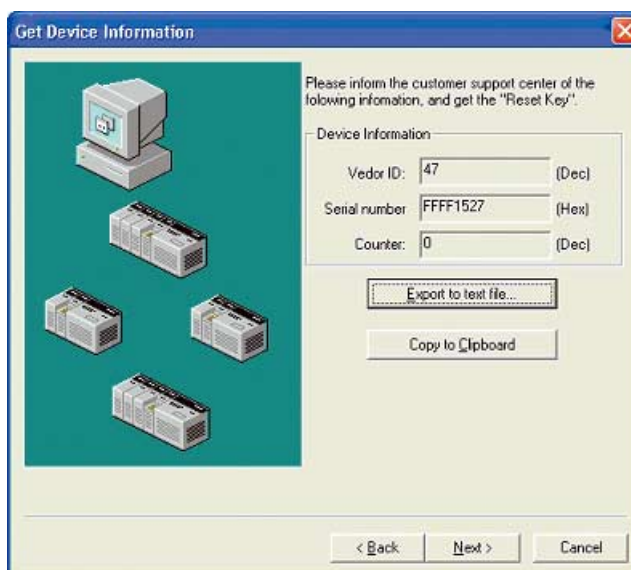 Get Device Information
Please inform the customer support center of the
folowing infomation, and get the "Reset Key".
Device Information
Vedor ID: 47 (Dec)
Serial number FFFF1527 (Hex)
Counter: 0 (Dec)
Export to text file...
Copy to Clipboard
< Back Next > Cancel